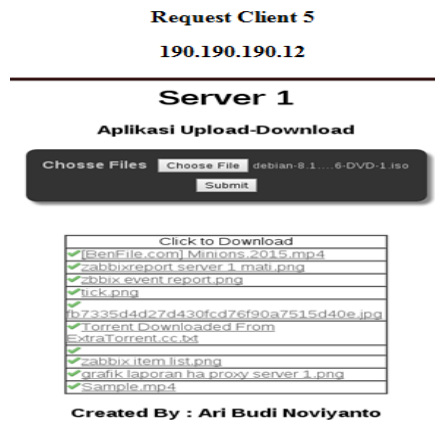 Request Client 5
190.190.190.12
Server 1
Aplikasi Upload-Download
Chosse Files Choose File debian-8.1....6-DVD-1.iso
Submit
Click to Download
[BenFile.com] Minions.2015.mp4
zabbixreport server 1 mati.png
zbbix event report.png
tick.png
fb7335d4d27d430fcd76f90a7515d40e.jpg
Torrent Downloaded From
ExtraTorrent.cc.txt
zabbix item list.png
grafik laporan ha proxy server 1.png
Sample.mp4
Created By : Ari Budi Noviyanto